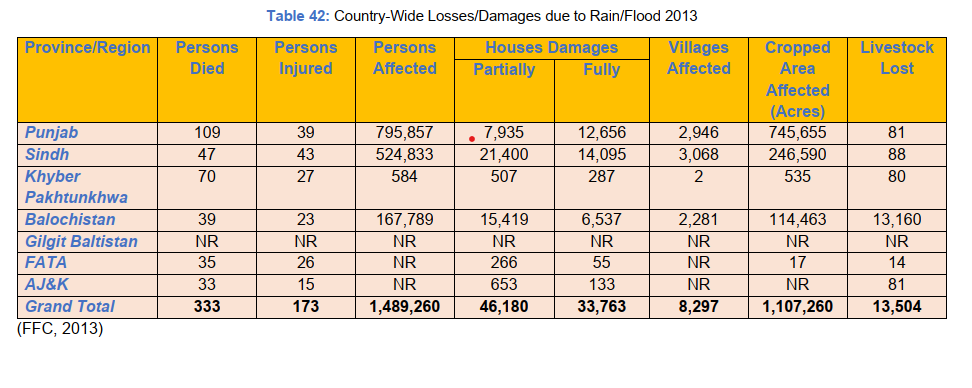 Table 42: Country-Wide Losses/Damages due to Rain/Flood 2013
Province/Region Persons Died Persons Injured Persons Affected Houses Damages Partially Fully Villages Affected Cropped Area Affected (Acres) Livestock Lost
Punjab 109 39 795,857 7,935 12,656 2,946 745,655 81
Sindh 47 43 524,833 21,400 14,095 3,068 246,590 88
Khyber Pakhtunkhwa 70 27 584 507 287 2 535 80
Balochistan 39 23 167,789 15,419 6,537 2,281 114,463 13,160
Gilgit Baltistan NR NR NR NR NR NR NR NR
FATA 35 26 NR 266 55 NR 17 14
AJ&K 33 15 NR 653 133 NR NR 81
Grand Total 333 173 1,489,260 46,180 33,763 8,297 1,107,260 13,504
(FFC, 2013)